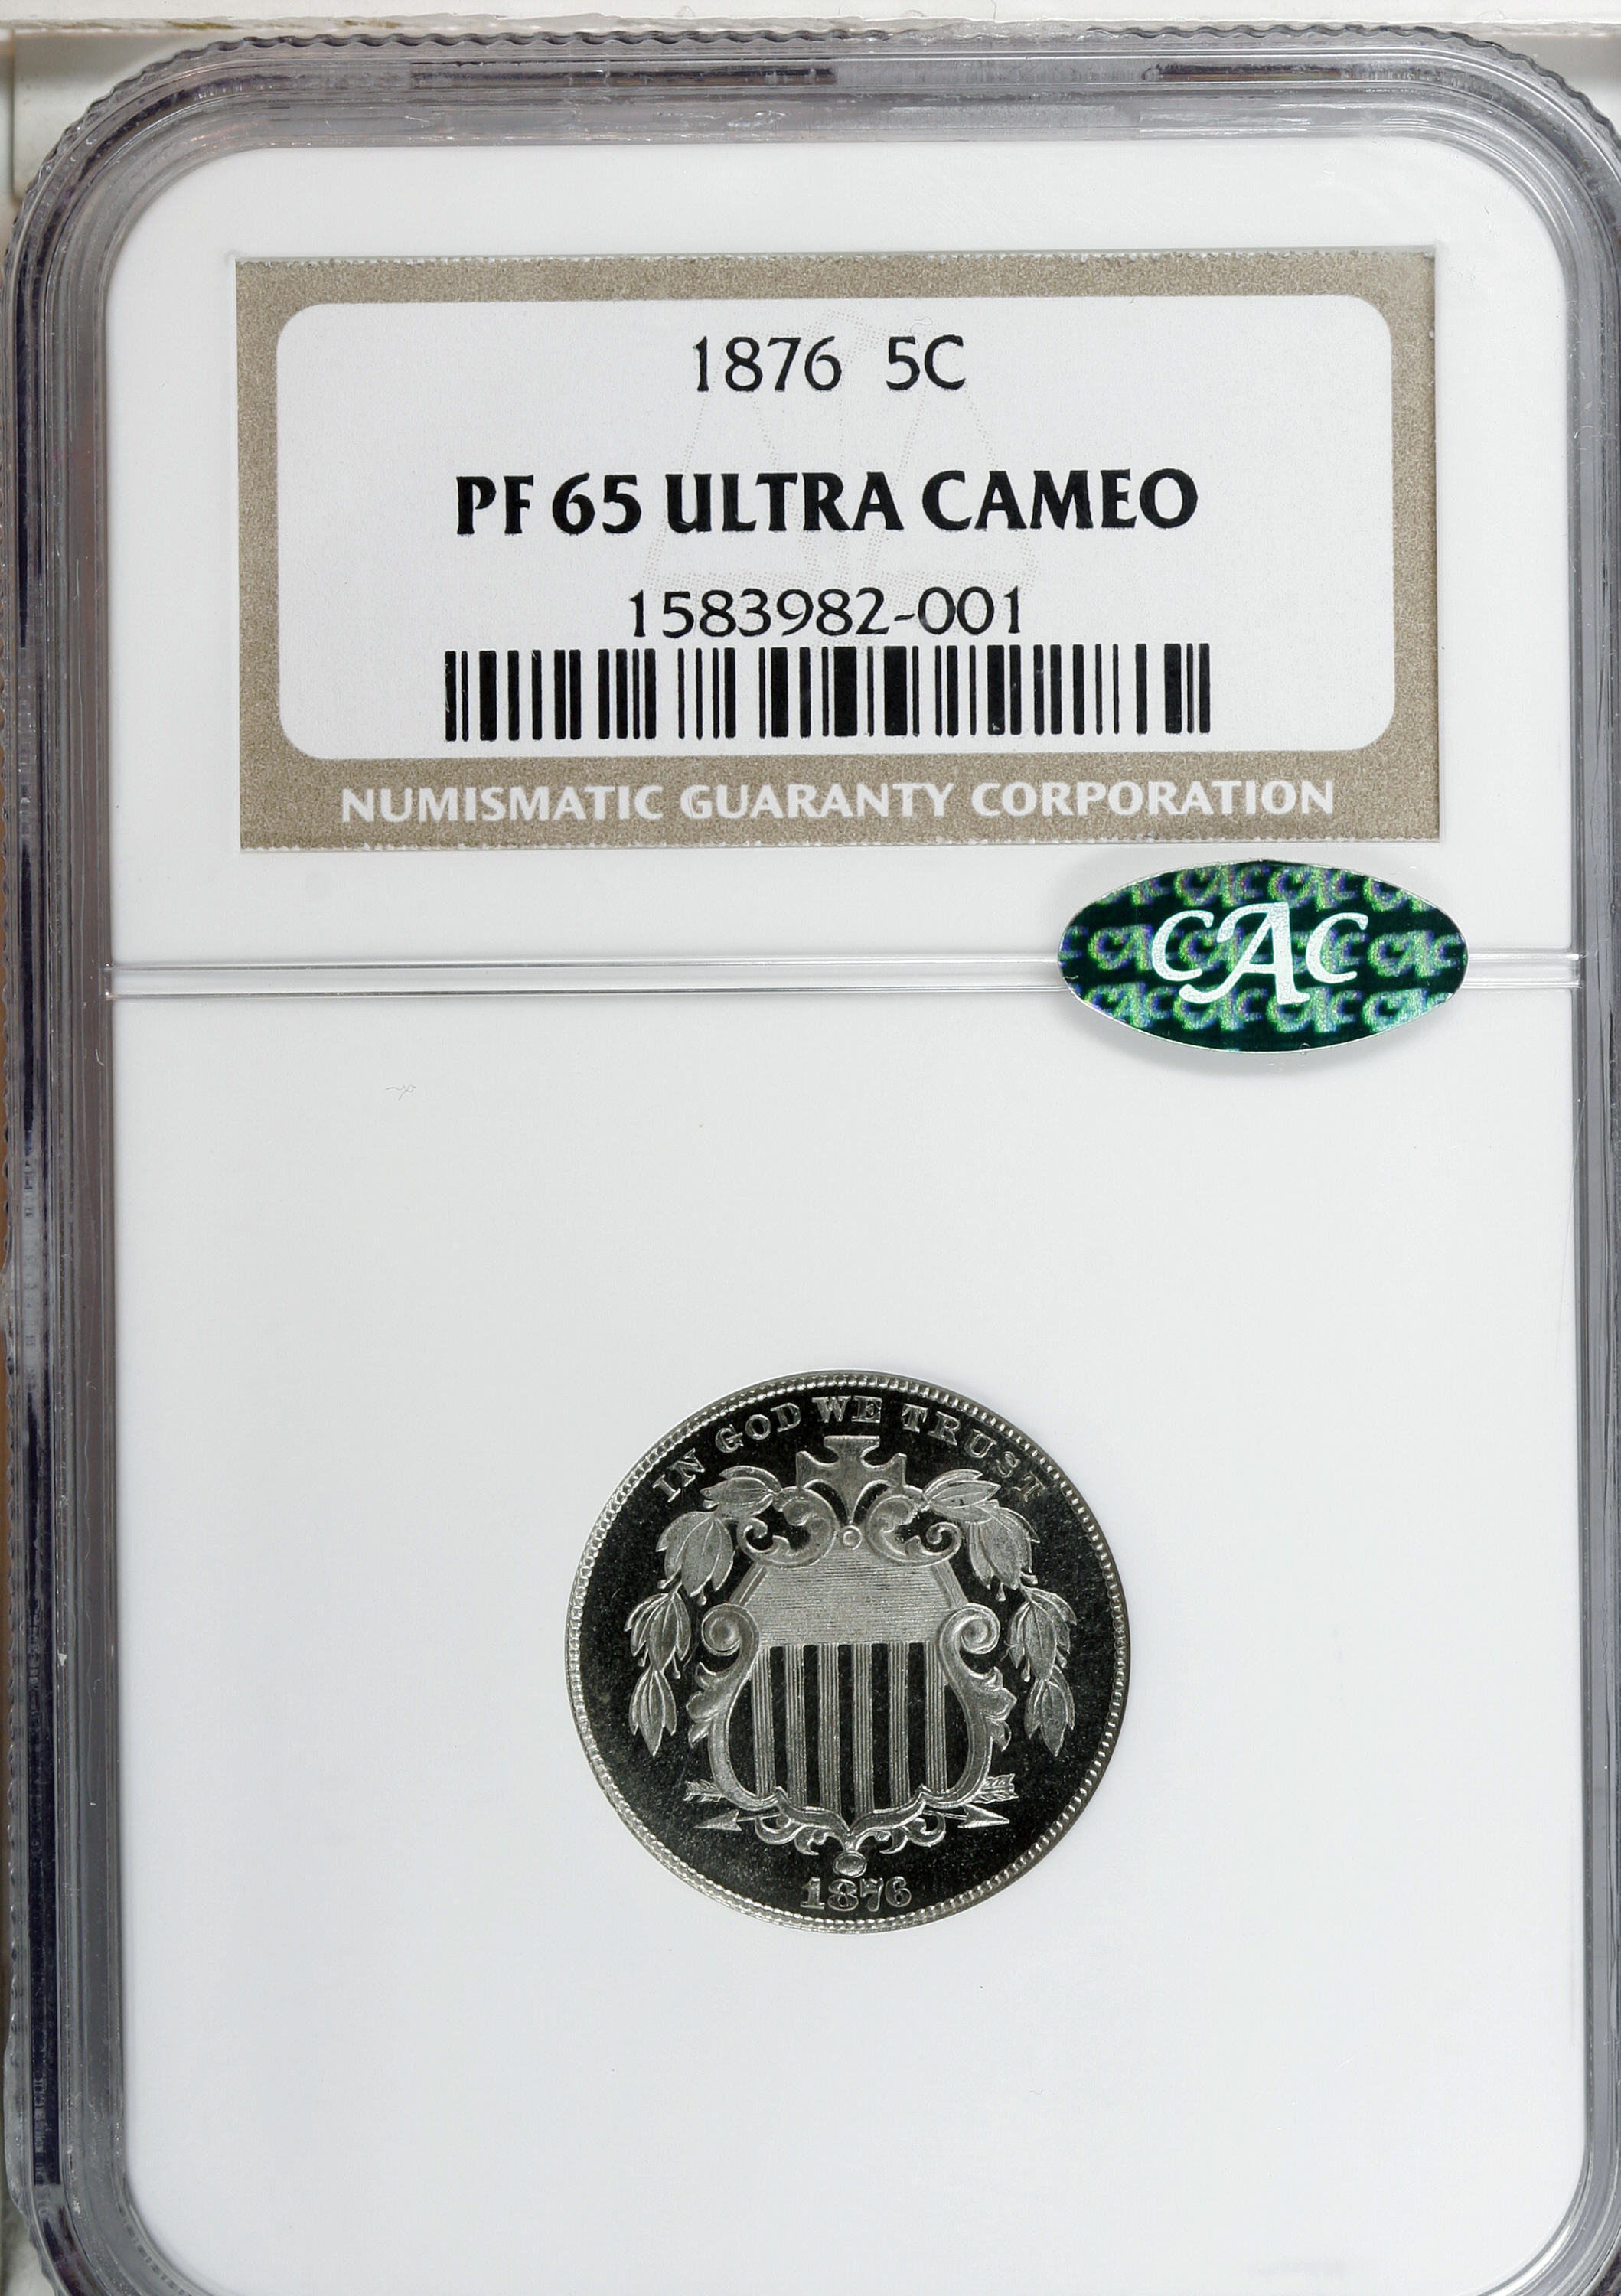 1876 5C
PF 65 ULTRA CAMEO
1583982-001
NUMISMATIC GUARANTY CORPORATION
CAC
IN GOD WE TRUST
1876